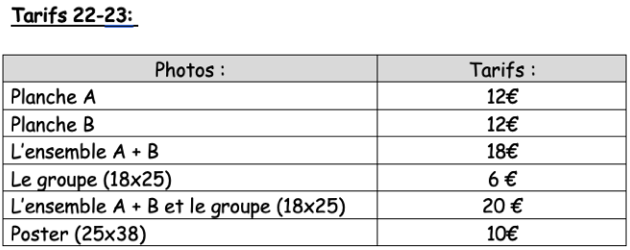 Tarifs 22-23:
Photos : Tarifs :
Planche A 12€
Planche B 12€
L'ensemble A + B 18€
Le groupe (18x25) 6 €
L'ensemble A + B et le groupe (18x25) 20 €
Poster (25x38) 10€